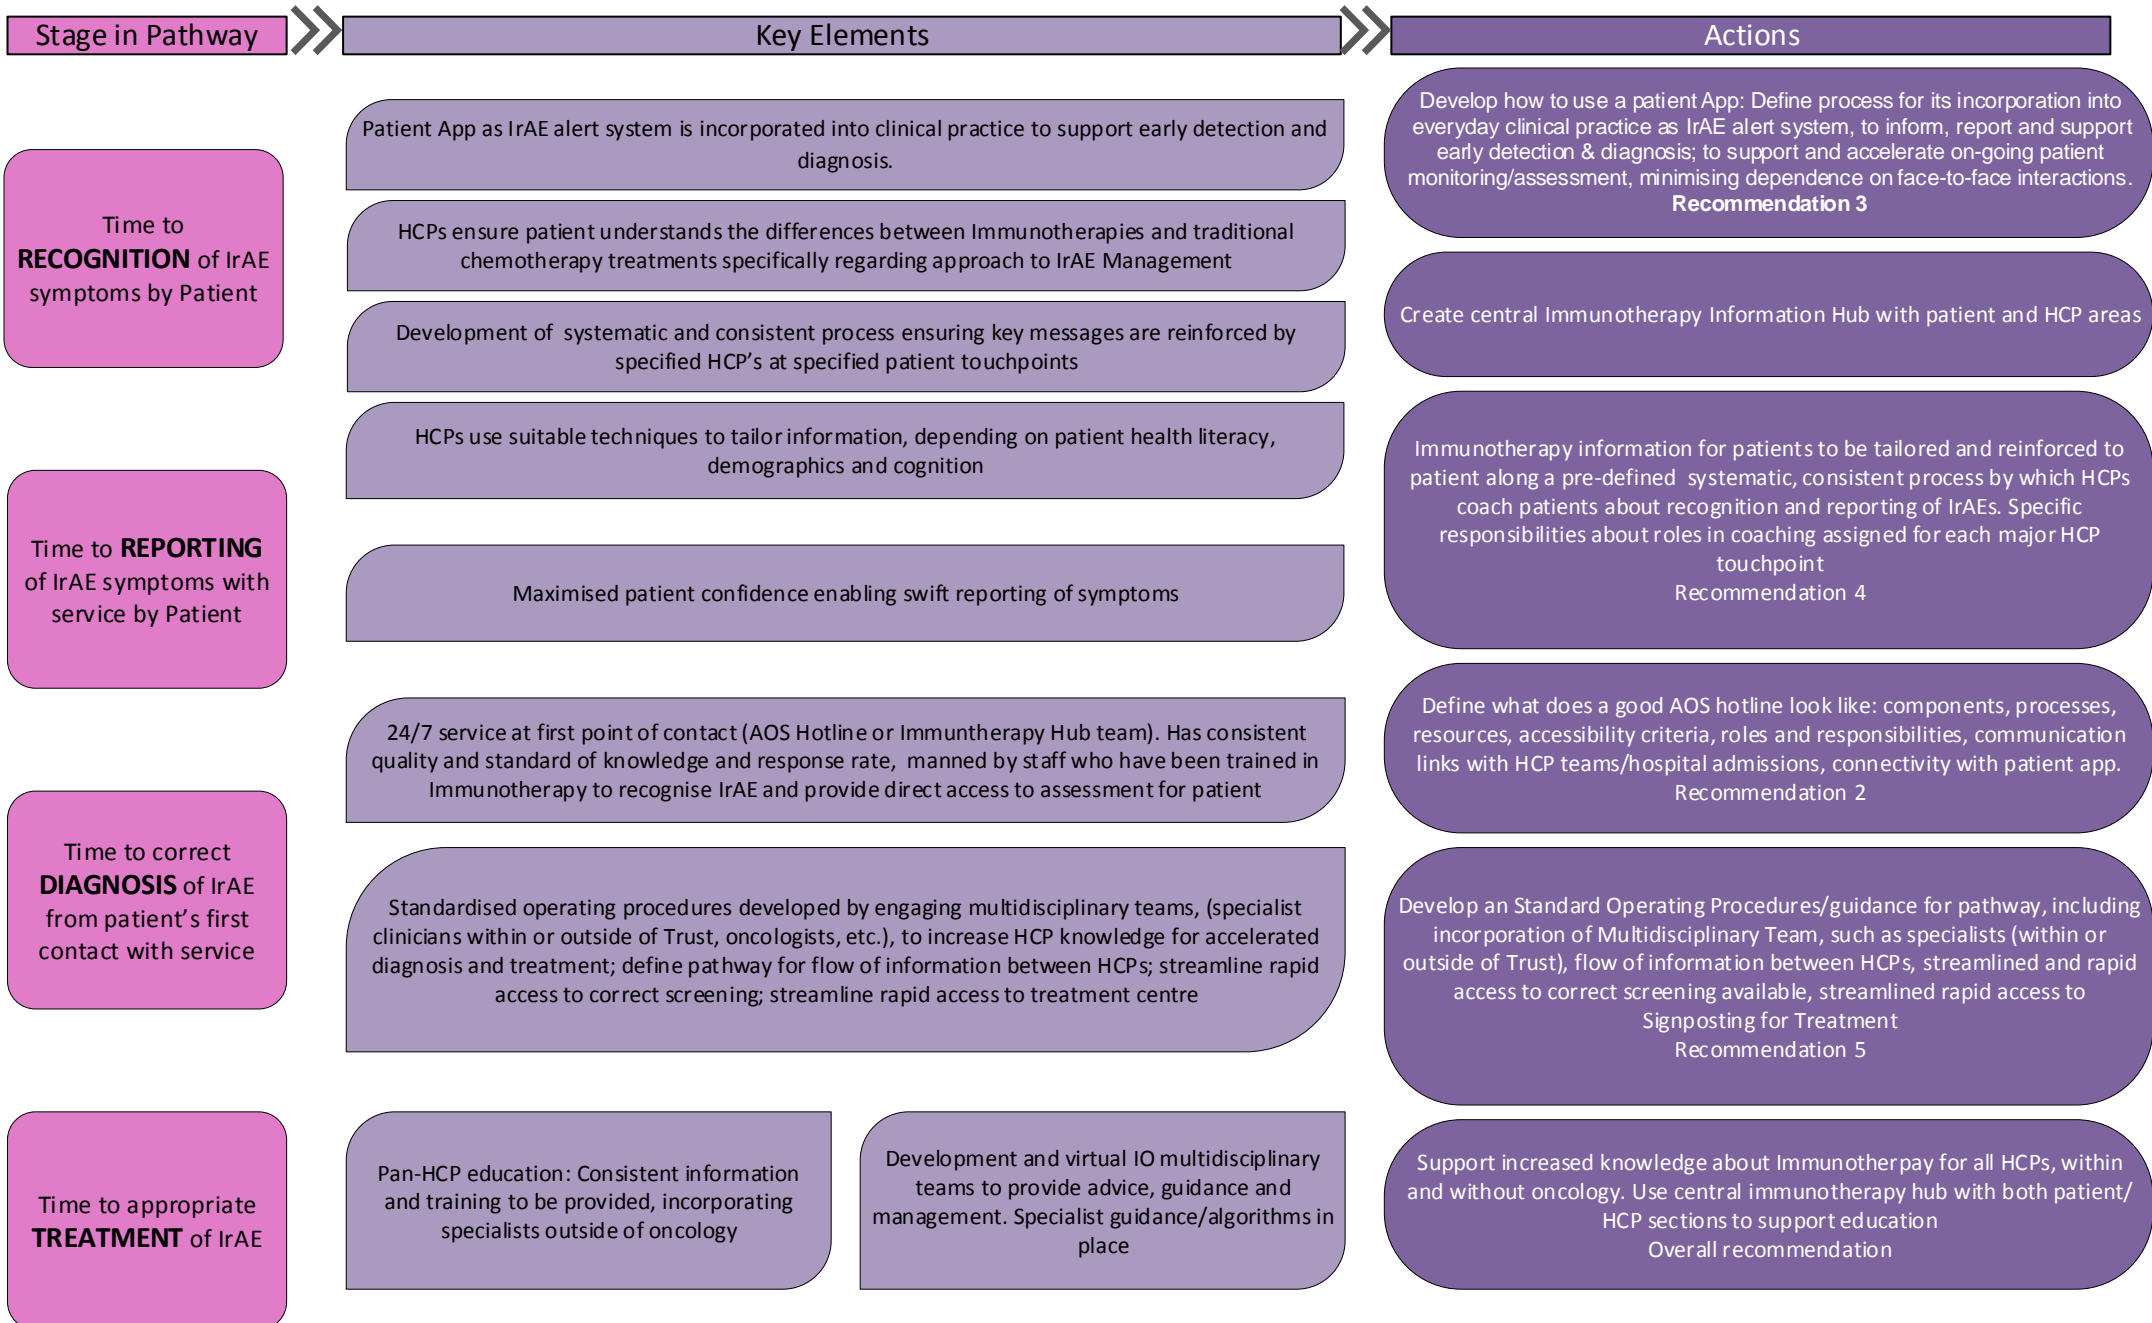 Stage in Pathway
Key Elements
Actions
Time to
RECOGNITION of IrAE
symptoms by Patient
Time to REPORTING
of IrAE symptoms with
service by Patient
Time to correct
DIAGNOSIS of IrAE
from patient's first
contact with service
Time to appropriate
TREATMENT of IrAE
Patient App as IrAE alert system is incorporated into clinical practice to support early detection and
diagnosis.
HCPs ensure patient understands the differences between Immunotherapies and traditional
chemotherapy treatments specifically regarding approach to IrAE Management
Development of systematic and consistent process ensuring key messages are reinforced by
specified HCP's at specified patient touchpoints
HCPs use suitable techniques to tailor information, depending on patient health literacy,
demographics and cognition
Maximised patient confidence enabling swift reporting of symptoms
24/7 service at first point of contact (AOS Hotline or Immuntherapy Hub team). Has consistent
quality and standard of knowledge and response rate, manned by staff who have been trained in
Immunotherapy to recognise IrAE and provide direct access to assessment for patient
Standardised operating procedures developed by engaging multidisciplinary teams, (specialist
clinicians within or outside of Trust, oncologists, etc.), to increase HCP knowledge for accelerated
diagnosis and treatment; define pathway for flow of information between HCPs; streamline rapid
access to correct screening; streamline rapid access to treatment centre
Pan-HCP education: Consistent information
and training to be provided, incorporating
specialists outside of oncology
Development and virtual IO multidisciplinary
teams to provide advice, guidance and
management. Specialist guidance/algorithms in
place
Develop how to use a patient App: Define process for its incorporation into
everyday clinical practice as IrAE alert system, to inform, report and support
early detection & diagnosis; to support and accelerate on-going patient
monitoring/assessment, minimising dependence on face-to-face interactions.
Recommendation 3
Create central Immunotherapy Information Hub with patient and HCP areas
Immunotherapy information for patients to be tailored and reinforced to
patient along a pre-defined systematic, consistent process by which HCPs
coach patients about recognition and reporting of IrAEs. Specific
responsibilities about roles in coaching assigned for each major HCP
touchpoint
Recommendation 4
Define what does a good AOS hotline look like: components, processes,
resources, accessibility criteria, roles and responsibilities, communication
links with HCP teams/hospital admissions, connectivity with patient app.
Recommendation 2
Develop an Standard Operating Procedures/guidance for pathway, including
incorporation of Multidisciplinary Team, such as specialists (within or
outside of Trust), flow of information between HCPs, streamlined and rapid
access to correct screening available, streamlined rapid access to
Signposting for Treatment
Recommendation 5
Support increased knowledge about Immunotherpay for all HCPs, within
and without oncology. Use central immunotherapy hub with both patient/
HCP sections to support education
Overall recommendation